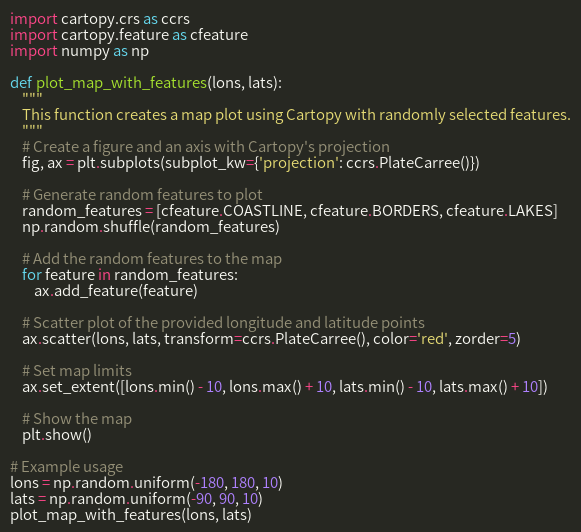 import cartopy.crs as ccrs
import cartopy.feature as cfeature
import numpy as np

def plot_map_with_features(lons, lats):
    """
    This function creates a map plot using Cartopy with randomly selected features.
    """
    # Create a figure and an axis with Cartopy's projection
    fig, ax = plt.subplots(subplot_kw={'projection': ccrs.PlateCarree()})

    # Generate random features to plot
    random_features = [cfeature.COASTLINE, cfeature.BORDERS, cfeature.LAKES]
    np.random.shuffle(random_features)

    # Add the random features to the map
    for feature in random_features:
        ax.add_feature(feature)

    # Scatter plot of the provided longitude and latitude points
    ax.scatter(lons, lats, transform=ccrs.PlateCarree(), color='red', zorder=5)

    # Set map limits
    ax.set_extent([lons.min() - 10, lons.max() + 10, lats.min() - 10, lats.max() + 10])

    # Show the map
    plt.show()

# Example usage
lons = np.random.uniform(-180, 180, 10)
lats = np.random.uniform(-90, 90, 10)
plot_map_with_features(lons, lats)